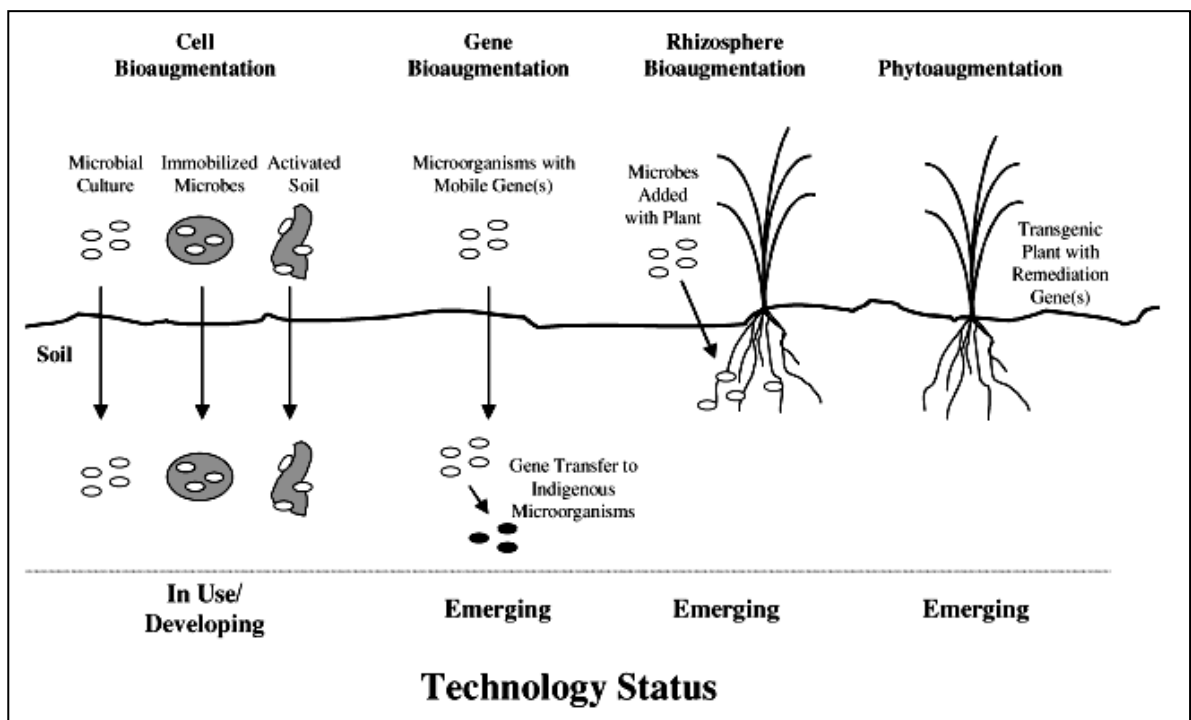 Cell
Bioaugmentation
Gene
Bioaugmentation
Rhizosphere
Bioaugmentation
Phytoaugmentation
Microbial
Culture
Immobilized
Microbes
Activated
Soil
Microorganisms with
Mobile Gene(s)
Microbes
Added
with Plant
Transgenic
Plant with
Remediation
Gene(s)
Soil
Gene Transfer to
Indigenous
Microorganisms
In Use/
Developing
Emerging
Emerging
Emerging
Technology Status